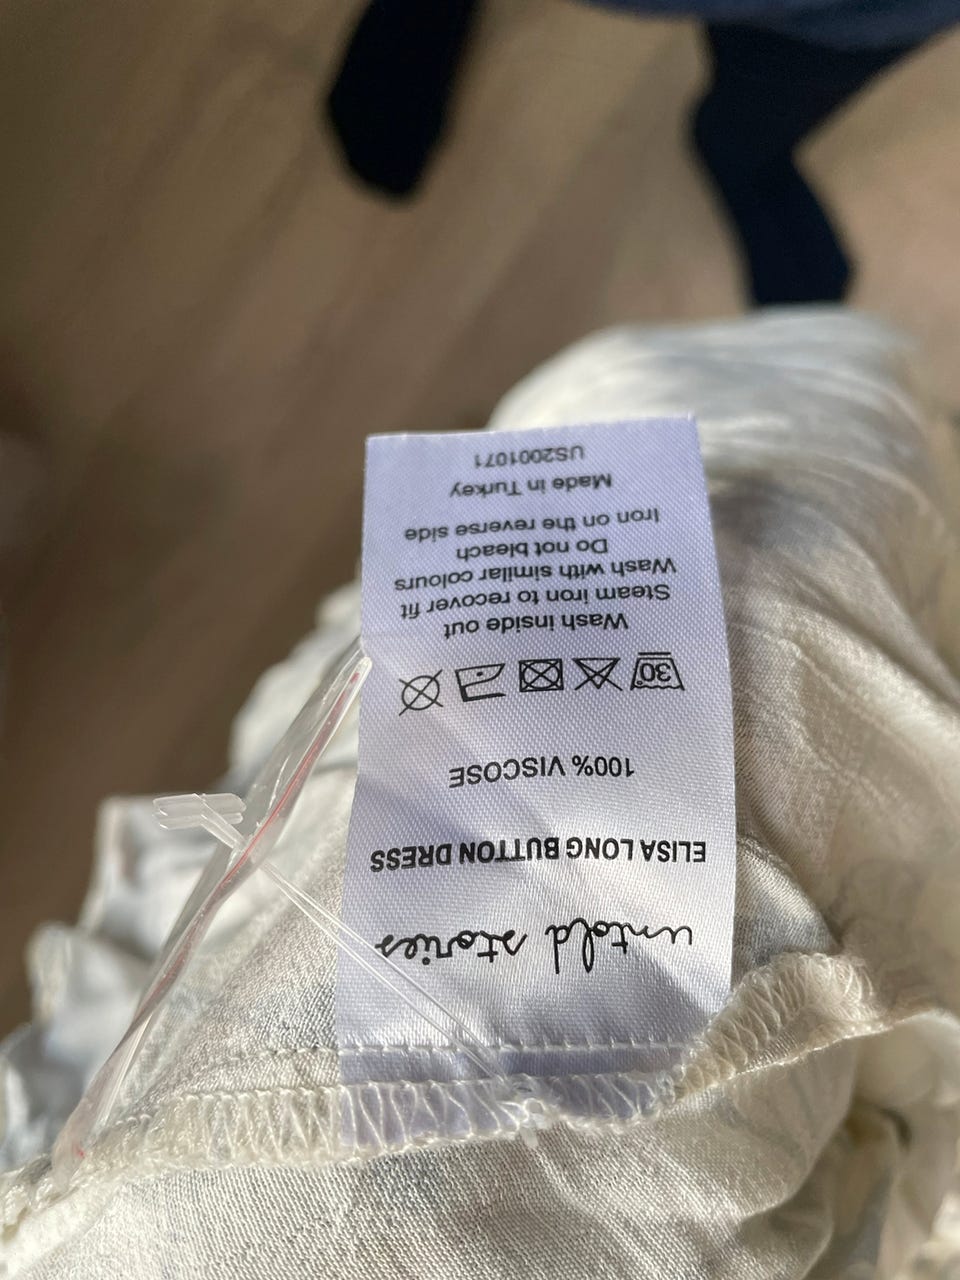 untold stories
ELISA LONG BUTTON DRESS
100% VISCOSE
30°
Wash inside out
Steam iron to recover fit
Wash with similar colours
Do not bleach
Iron on the reverse side
Made in Turkey
US2001071